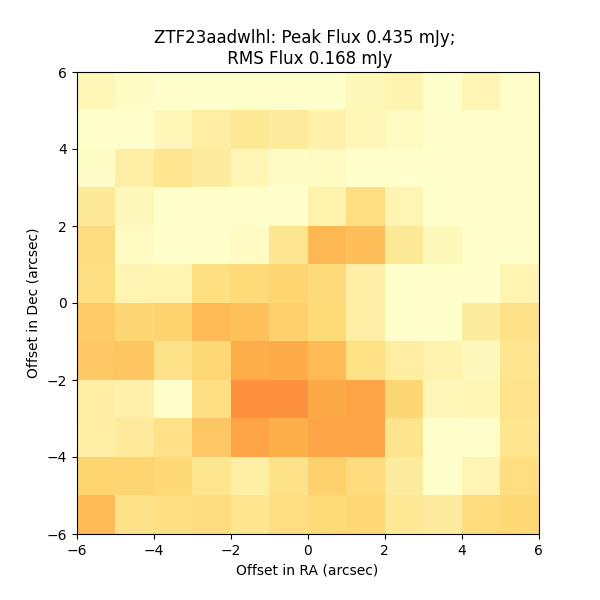 ZTF23aadwlhl: Peak Flux 0.435 mJy;
RMS Flux 0.168 mJy
6
4
2
0
−2
−4
−6
Offset in Dec (arcsec)
−6 −4 −2 0 2 4 6
Offset in RA (arcsec)